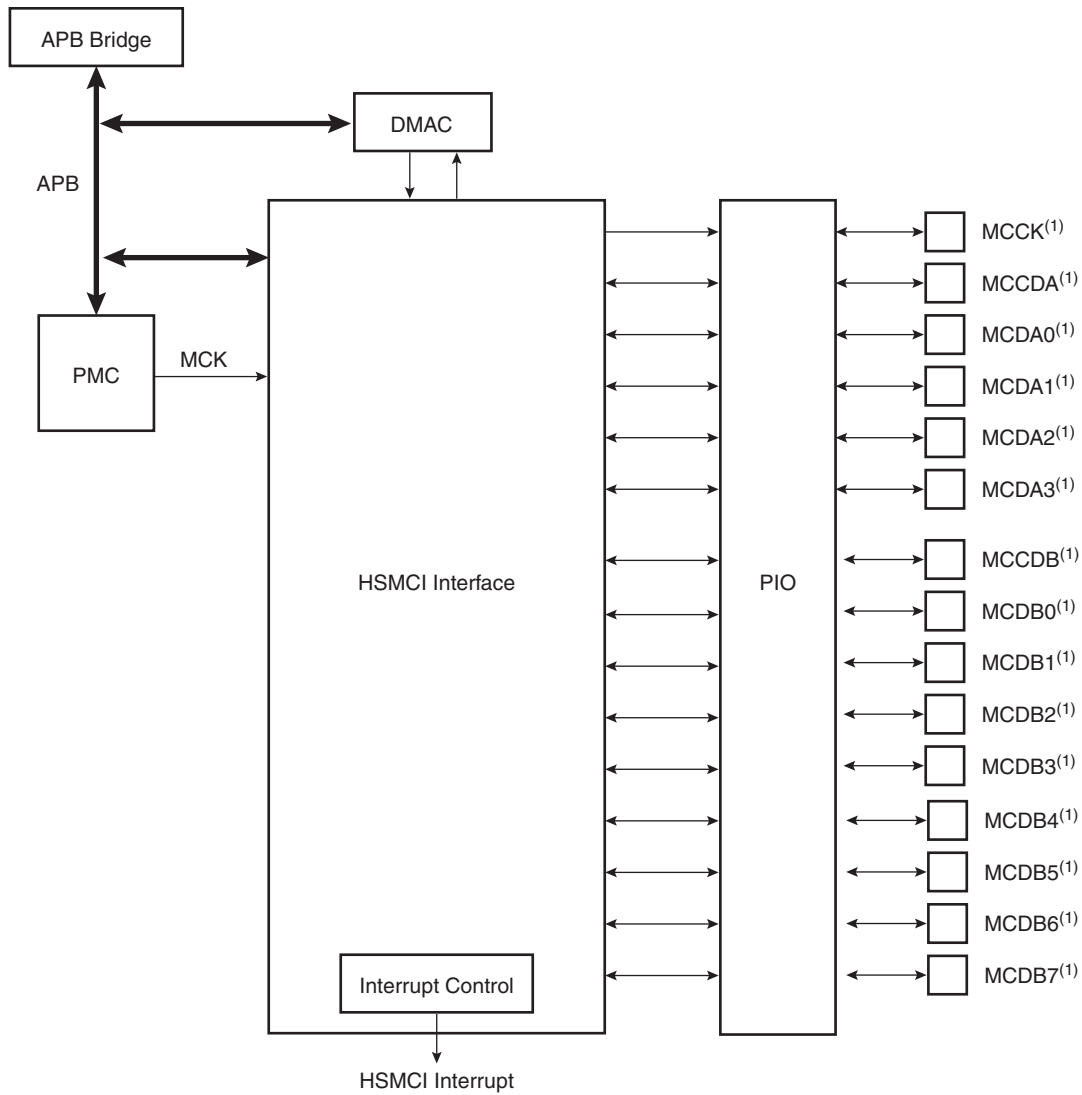 APB Bridge
DMAC
APB
MCCK(1)
MCCDA(1)
MCDA0(1)
PMC
MCK
MCDA1(1)
MCDA2(1)
MCDA3(1)
HSMCI Interface
PIO
MCCDB(1)
MCDB0(1)
MCDB1(1)
MCDB2(1)
MCDB3(1)
MCDB4(1)
MCDB5(1)
MCDB6(1)
MCDB7(1)
Interrupt Control
HSMCI Interrupt